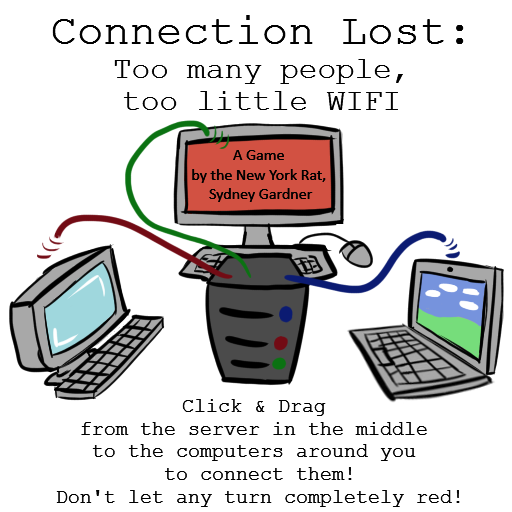 Connection Lost:
Too many people,
too little WIFI
A Game
by the New York Rat,
Sydney Gardner
Click & Drag
from the server in the middle
to the computers around you
to connect them!
Don't let any turn completely red!